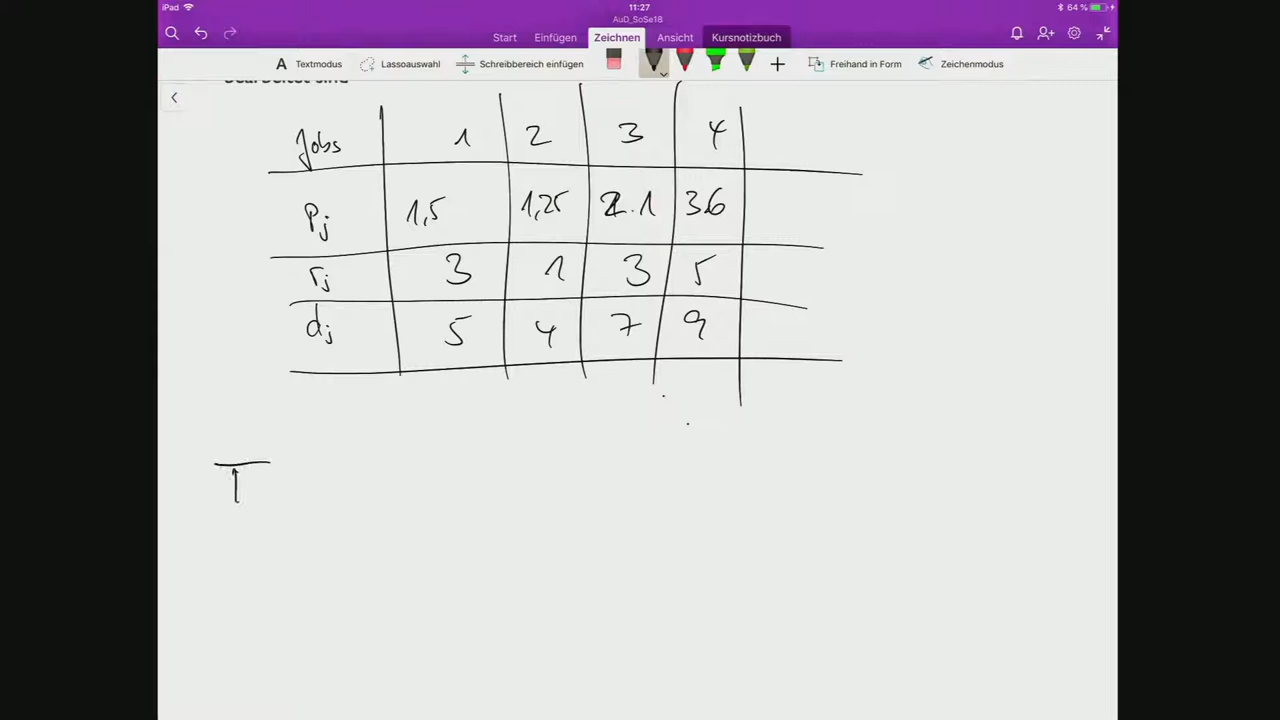 iPad 11:27 64 %
AuD_SoSe18
Start Einfügen Zeichnen Ansicht Kursnotizbuch
A Textmodus Lassoauswahl Schreibbereich einfügen Freihand in Form Zeichenmodus
bearbeitet sind
Jobs 1 2 3 4
Pj 1,5 1,25 2.1 3.6
rj 3 1 3 5
dj 5 4 7 9